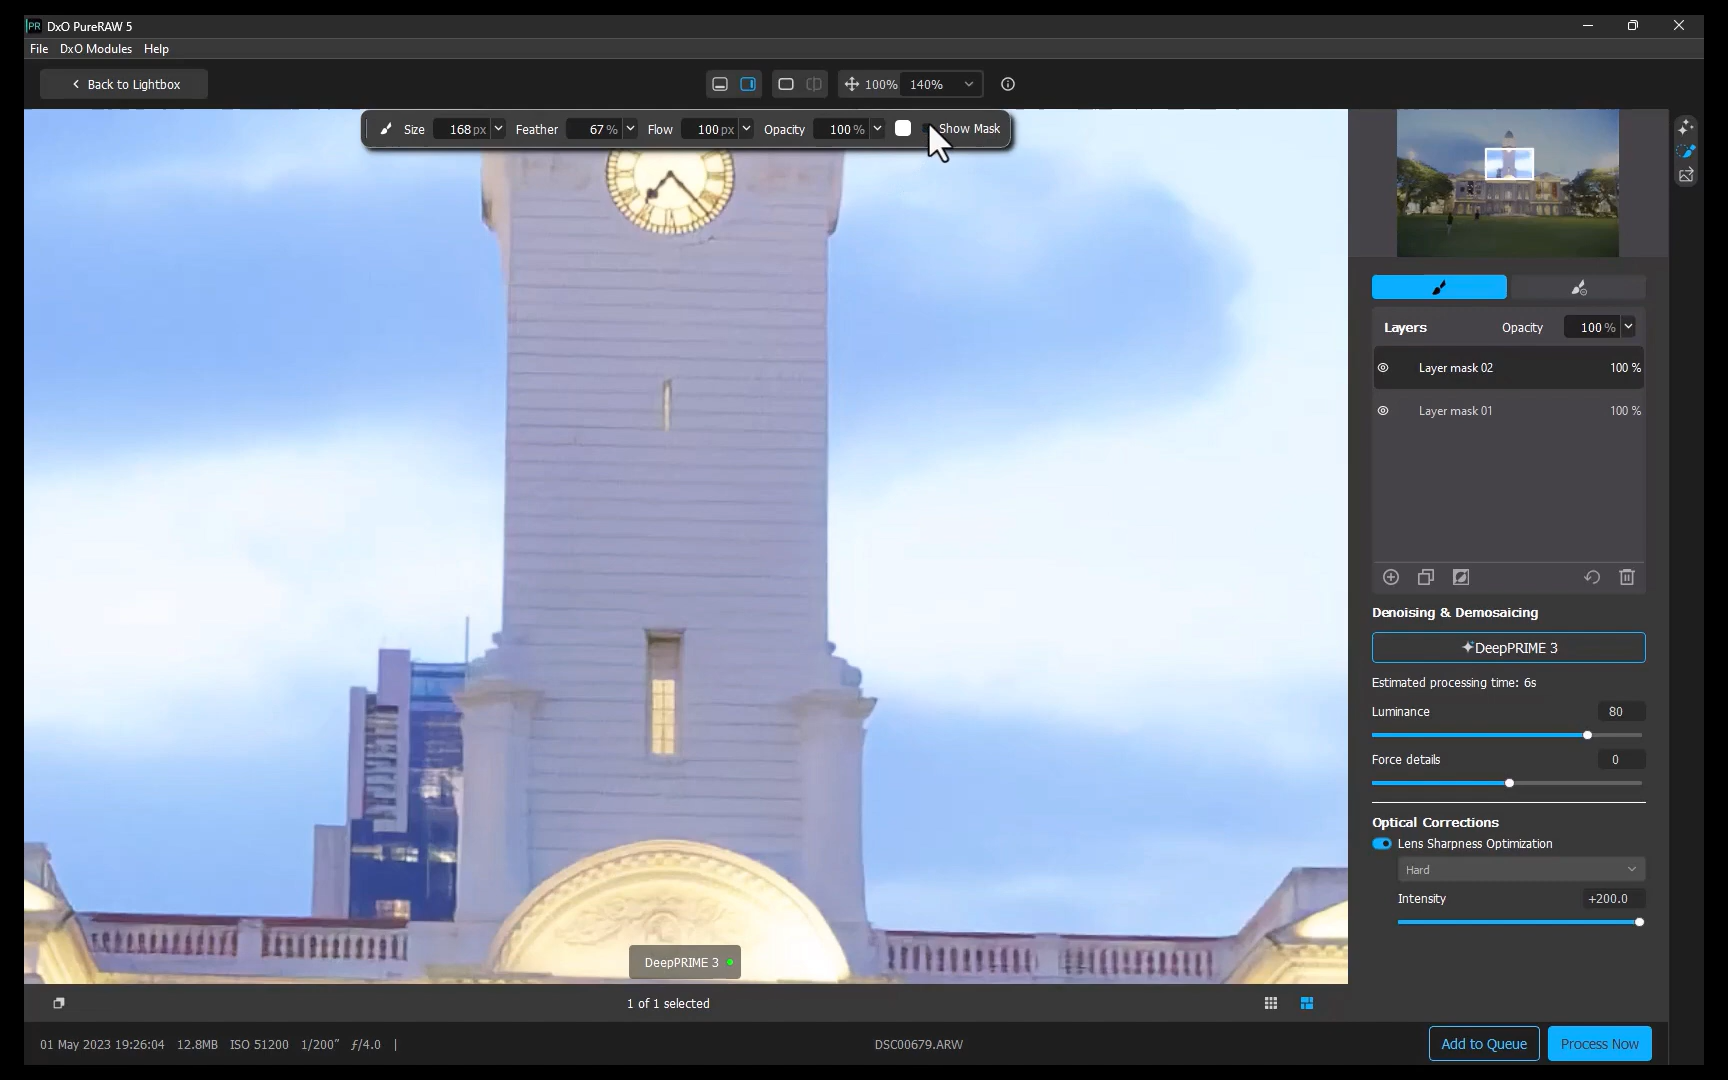 PR DxO PureRAW 5
File DxO Modules Help
Back to Lightbox
100% 140%
Size 168 px Feather 67 % Flow 100 px Opacity 100 % Show Mask
Layers Opacity 100 %
Layer mask 02 100 %
Layer mask 01 100 %
Denoising & Demosaicing
DeepPRIME 3
Estimated processing time: 6s
Luminance 80
Force details 0
Optical Corrections
Lens Sharpness Optimization
Hard
Intensity +200.0
DeepPRIME 3
1 of 1 selected
01 May 2023 19:26:04 12.8MB ISO 51200 1/200" ƒ/4.0 |
DSC00679.ARW
Add to Queue Process Now